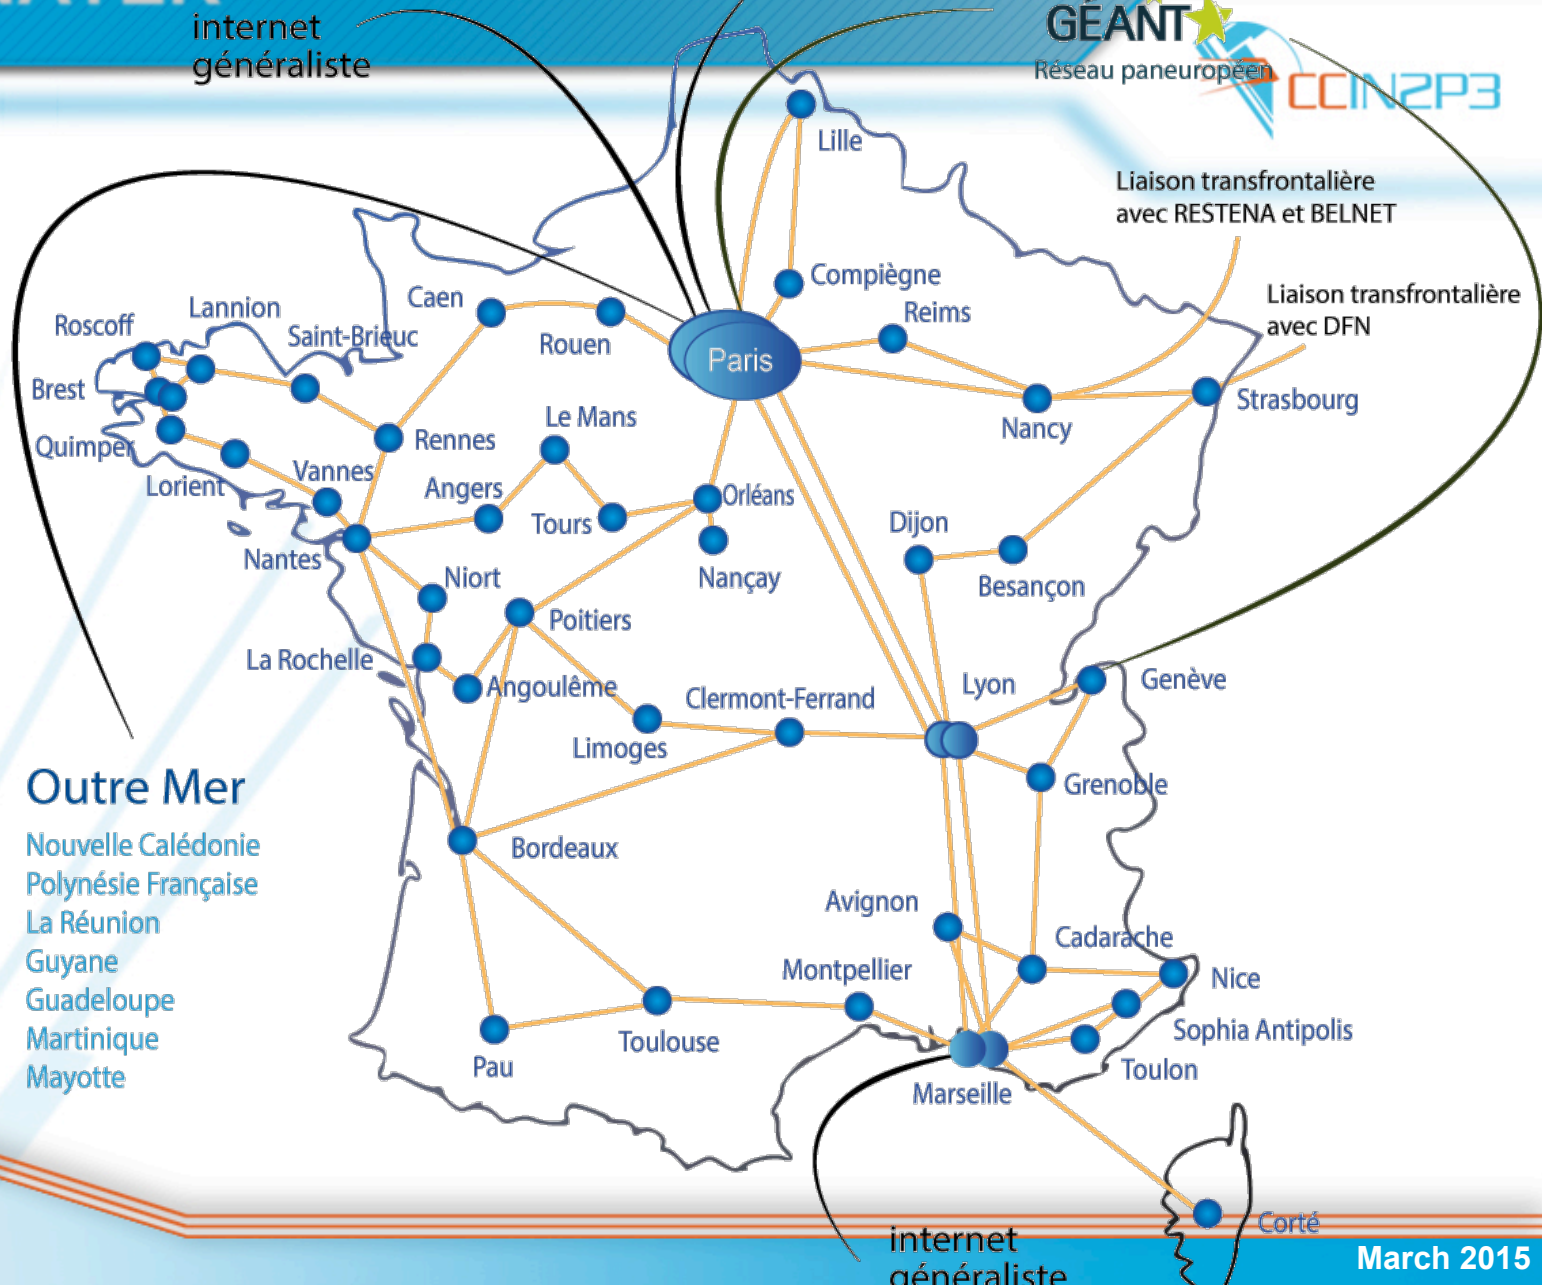 internet
généraliste
GÉANT
Réseau paneuropéen
CCIN2P3
Lille
Liaison transfrontalière
avec RESTENA et BELNET
Compiègne
Liaison transfrontalière
avec DFN
Caen
Lannion
Reims
Roscoff
Saint-Brieuc
Rouen
Paris
Brest
Strasbourg
Le Mans
Nancy
Rennes
Quimper
Vannes
Lorient
Angers
Orléans
Tours
Dijon
Nantes
Niort
Nançay
Besançon
Poitiers
La Rochelle
Angoulême
Clermont-Ferrand
Lyon
Genève
Limoges
Grenoble
Outre Mer
Nouvelle Calédonie
Polynésie Française
La Réunion
Guyane
Guadeloupe
Martinique
Mayotte
Bordeaux
Avignon
Cadarache
Montpellier
Nice
Sophia Antipolis
Toulouse
Pau
Toulon
Marseille
Corté
internet
généraliste
March 2015